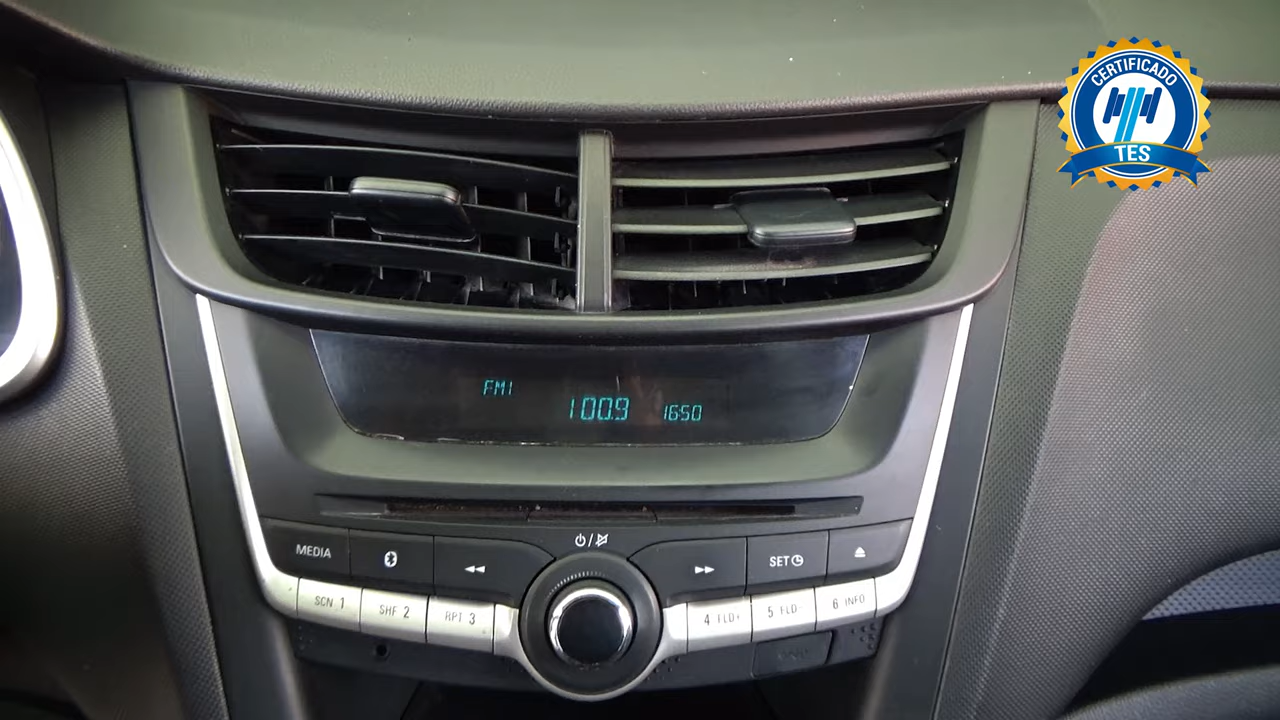 CERTIFICADO
TES
FM1
100.9 16:50
MEDIA
SET
SCN 1
SHF 2
RPT 3
4 FLD+
5 FLD-
6 INFO